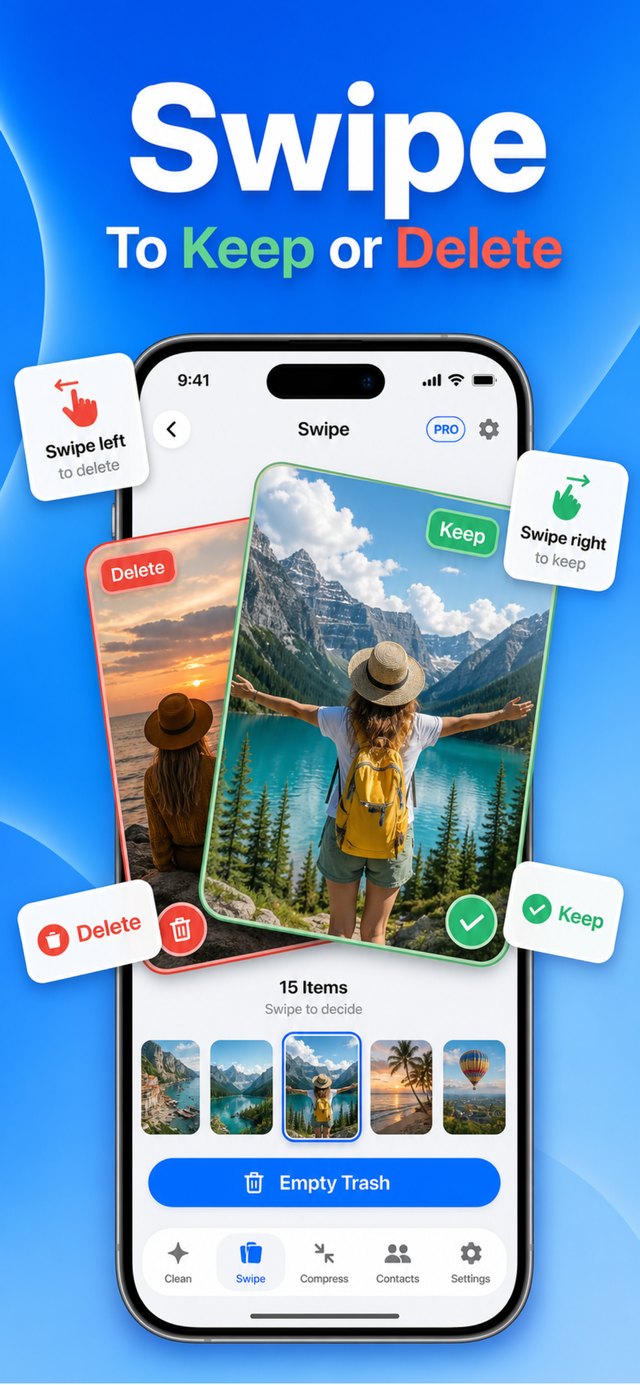 Swipe
To Keep or Delete
9:41
Swipe left
to delete
Swipe
PRO
Swipe right
to keep
Delete
Keep
Delete
Keep
15 Items
Swipe to decide
Empty Trash
Clean
Swipe
Compress
Contacts
Settings